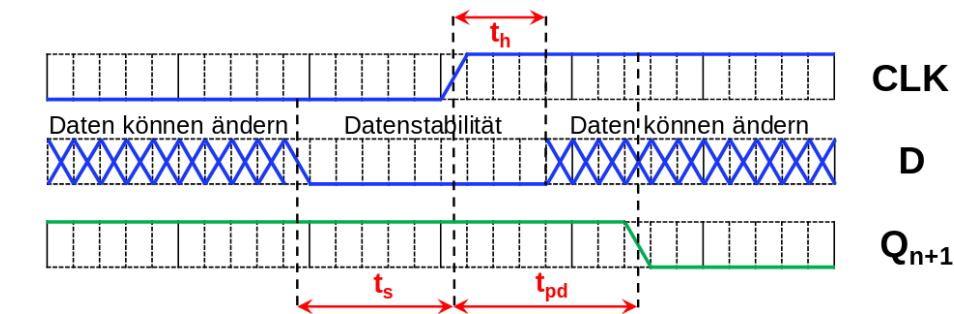 t_h
CLK
Daten können ändern Datenstabilität Daten können ändern
D
Q_n+1
t_s t_pd